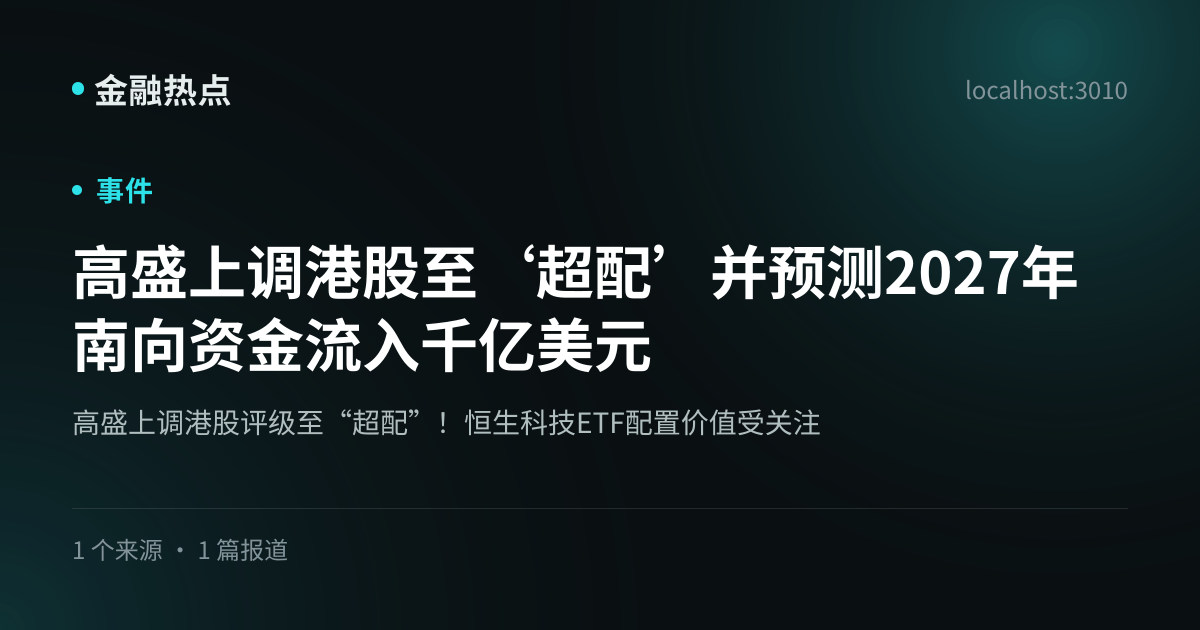 金融热点
localhost:3010
事件
高盛上调港股至‘超配’并预测2027年
南向资金流入千亿美元
高盛上调港股评级至“超配”！恒生科技ETF配置价值受关注
1 个来源 · 1 篇报道